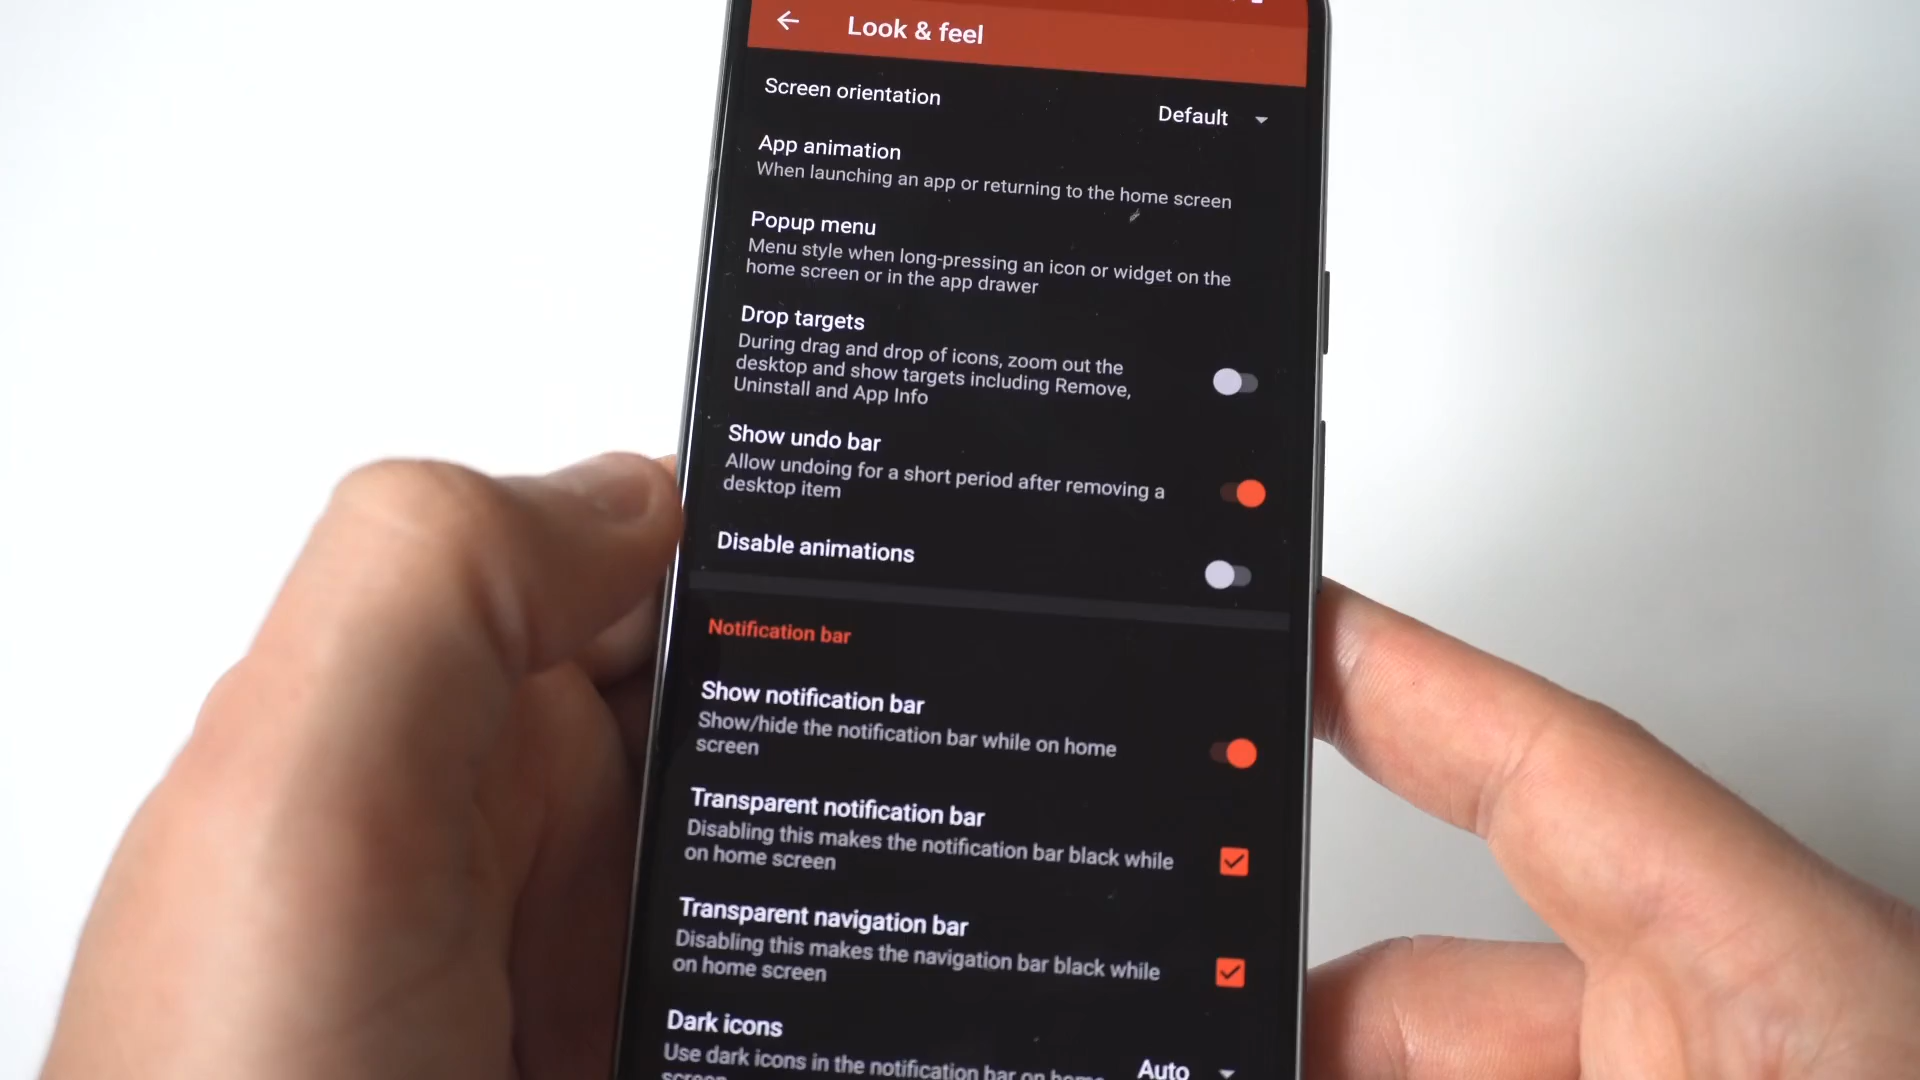 Look & feel
Screen orientation
Default
App animation
When launching an app or returning to the home screen
Popup menu
Menu style when long-pressing an icon or widget on the
home screen or in the app drawer
Drop targets
During drag and drop of icons, zoom out the
desktop and show targets including Remove,
Uninstall and App Info
Show undo bar
Allow undoing for a short period after removing a
desktop item
Disable animations
Notification bar
Show notification bar
Show/hide the notification bar while on home
screen
Transparent notification bar
Disabling this makes the notification bar black while
on home screen
Transparent navigation bar
Disabling this makes the navigation bar black while
on home screen
Dark icons
Use dark icons in the notification bar on home
screen
Auto